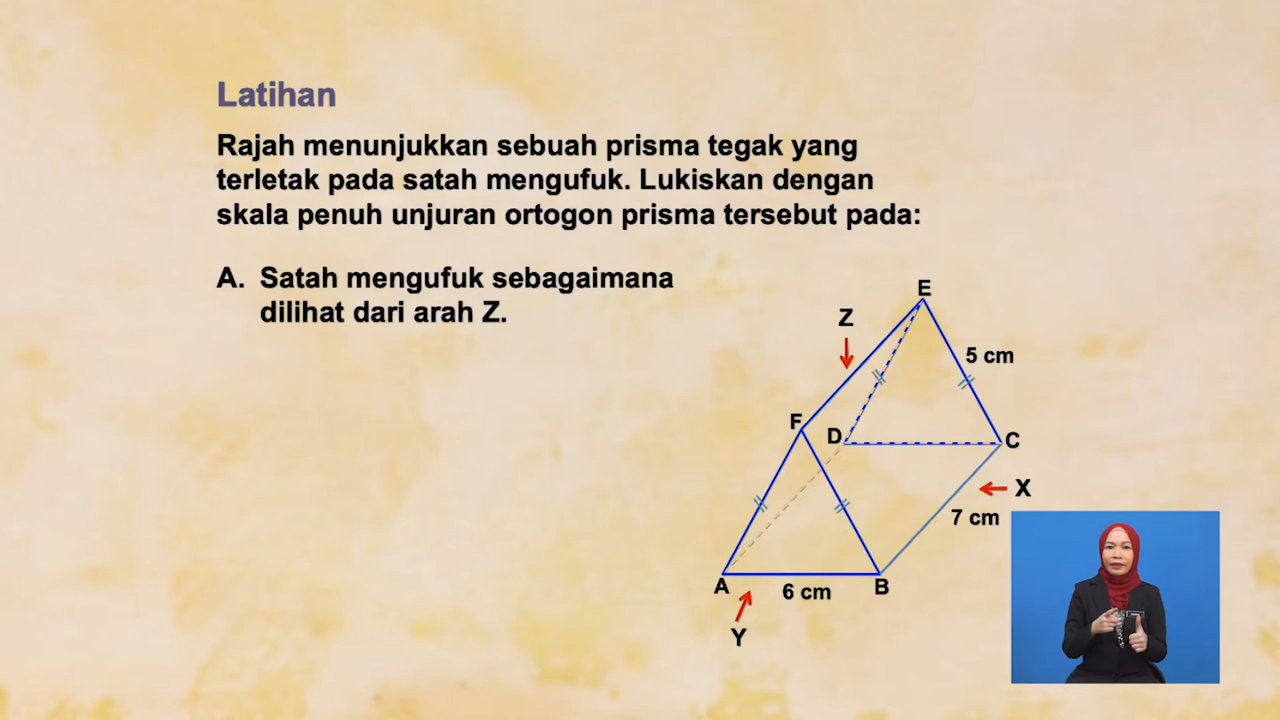 Latihan
Rajah menunjukkan sebuah prisma tegak yang
terletak pada satah mengufuk. Lukiskan dengan
skala penuh unjuran ortogon prisma tersebut pada:
A. Satah mengufuk sebagaimana
dilihat dari arah Z.
E
Z
5 cm
F
D
C
X
7 cm
A
6 cm
B
Y